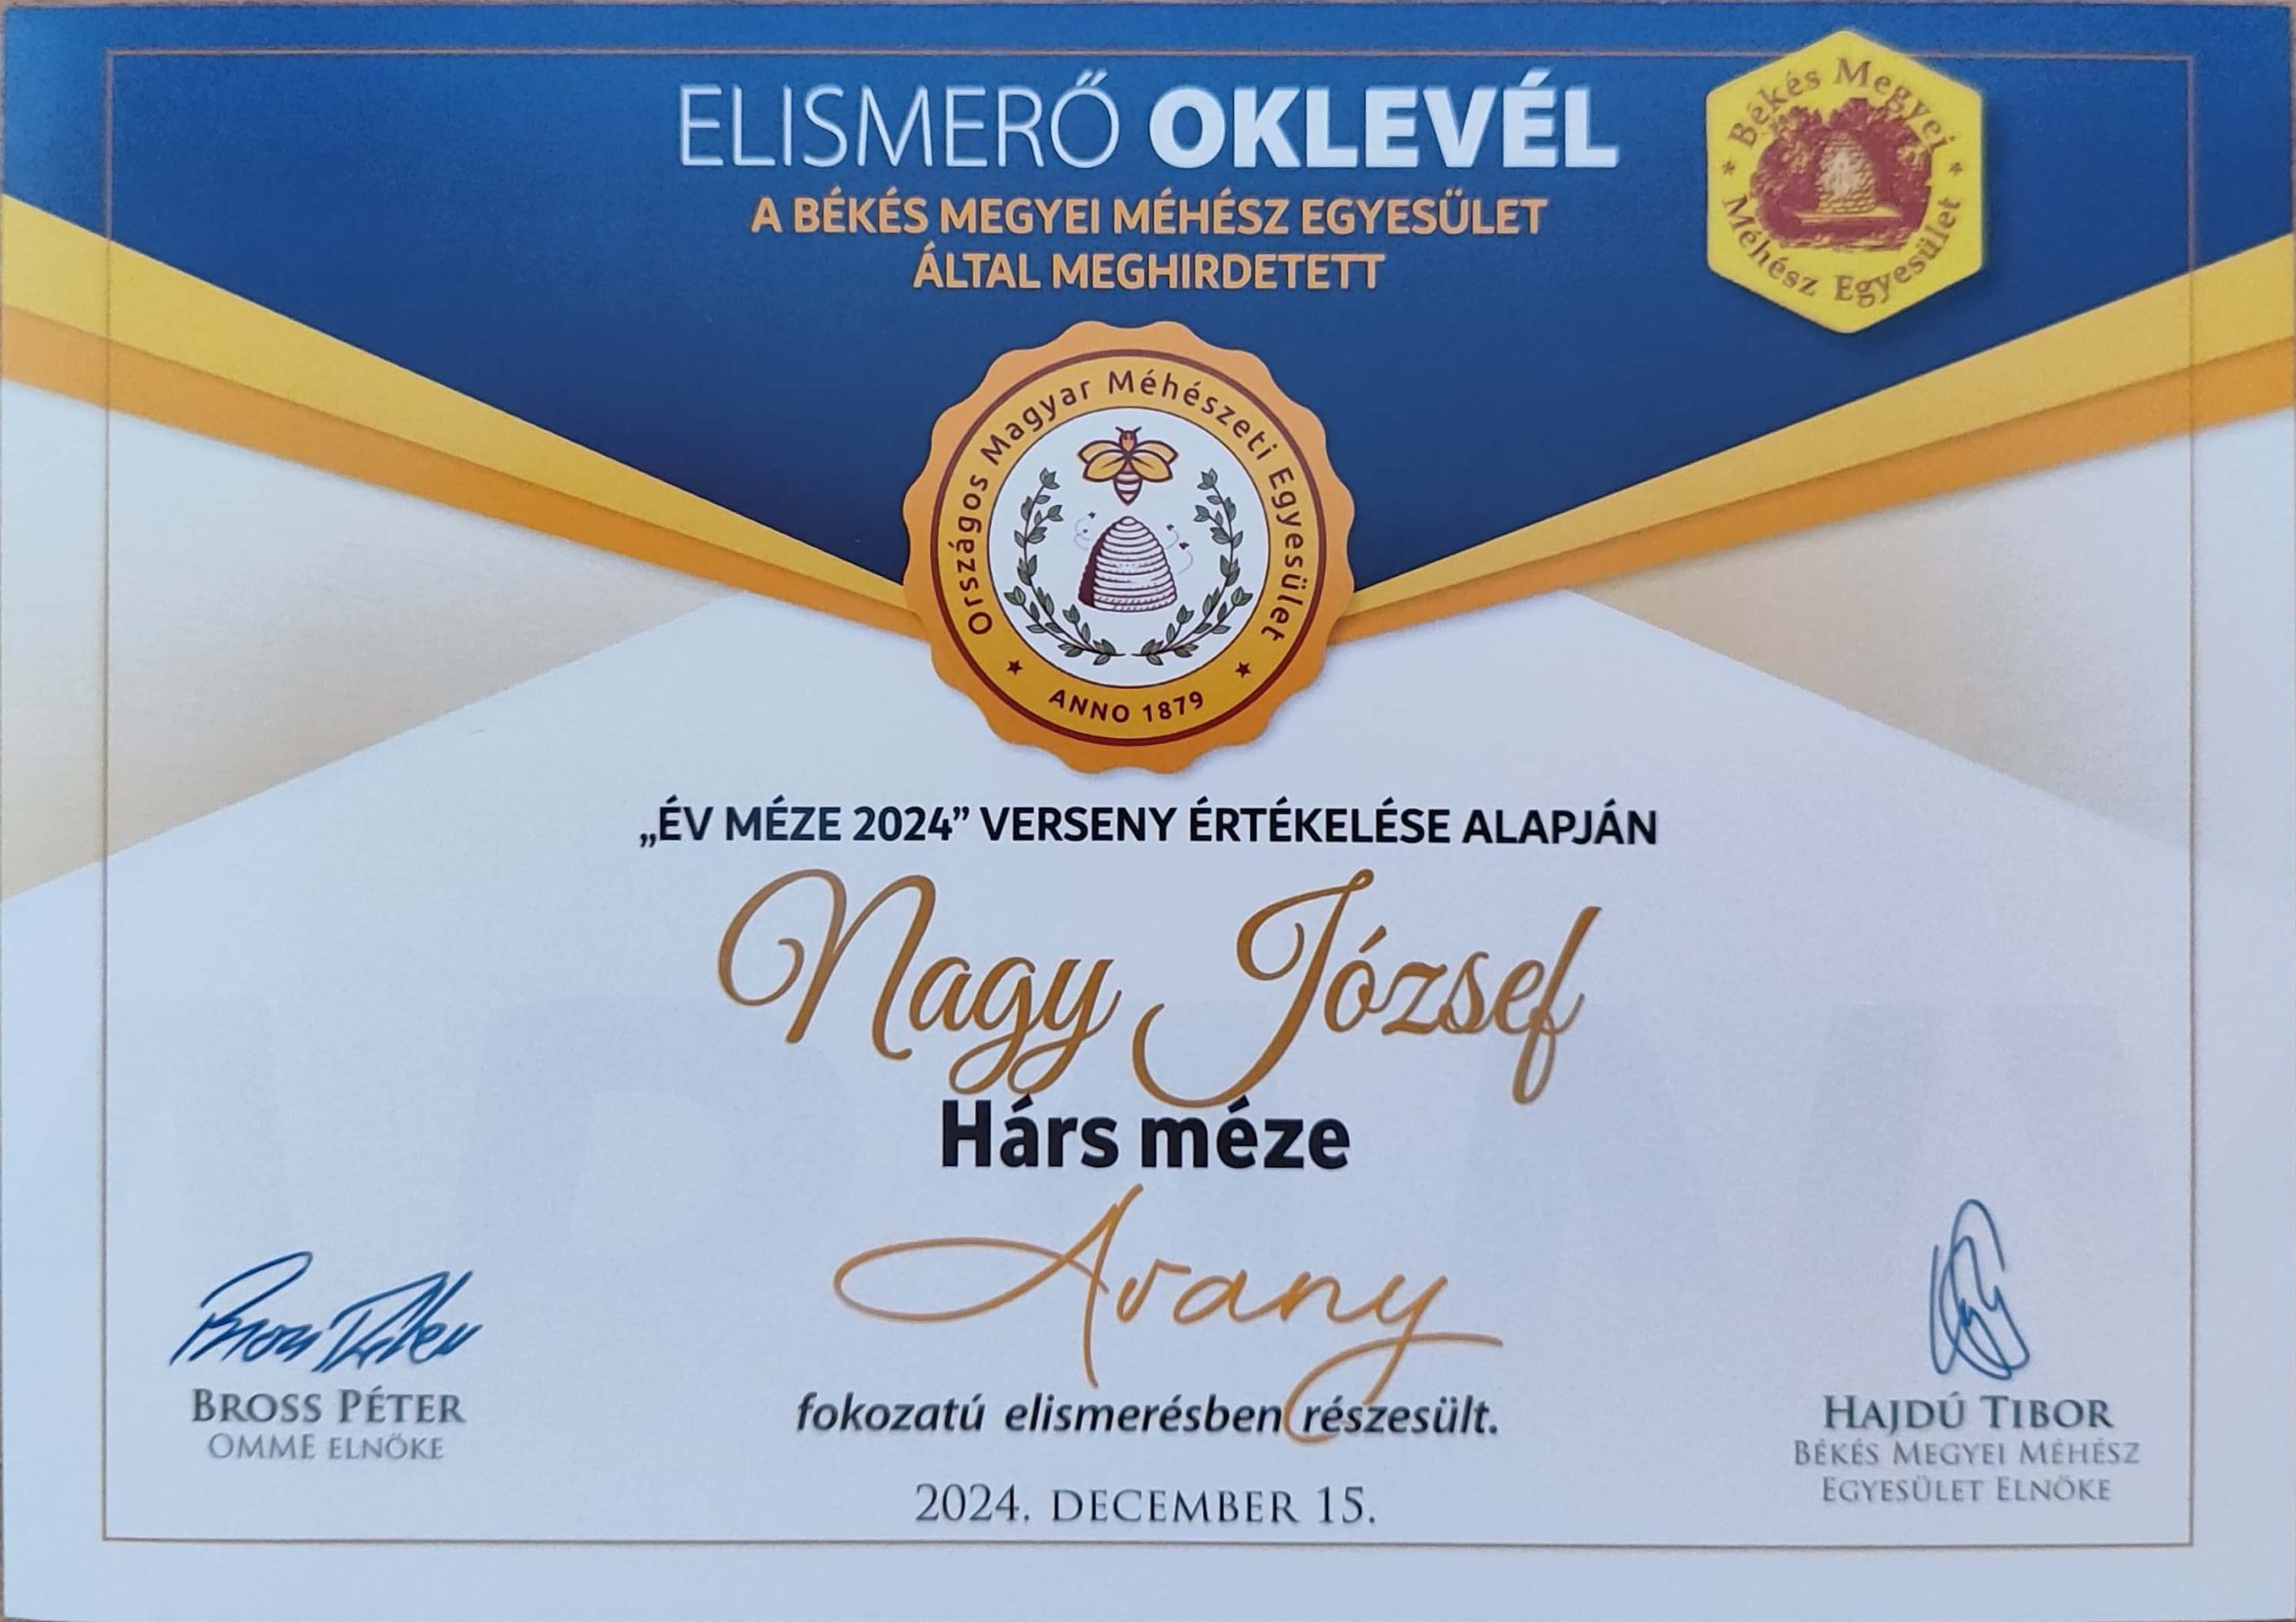 ELISMERŐ OKLEVÉL
A BÉKÉS MEGYEI MÉHÉSZ EGYESÜLET
ÁLTAL MEGHIRDETETT
* Békés Megyei *
Méhész Egyesület
Országos Magyar Méhészeti Egyesület
★ ANNO 1879 ★
„ÉV MÉZE 2024” VERSENY ÉRTÉKELÉSE ALAPJÁN
Nagy József
Hárs méze
Arany
fokozatú elismerésben részesült.
2024. DECEMBER 15.
Bross Péter
BROSS PÉTER
OMME ELNÖKE
HAJDÚ TIBOR
BÉKÉS MEGYEI MÉHÉSZ
EGYESÜLET ELNÖKE